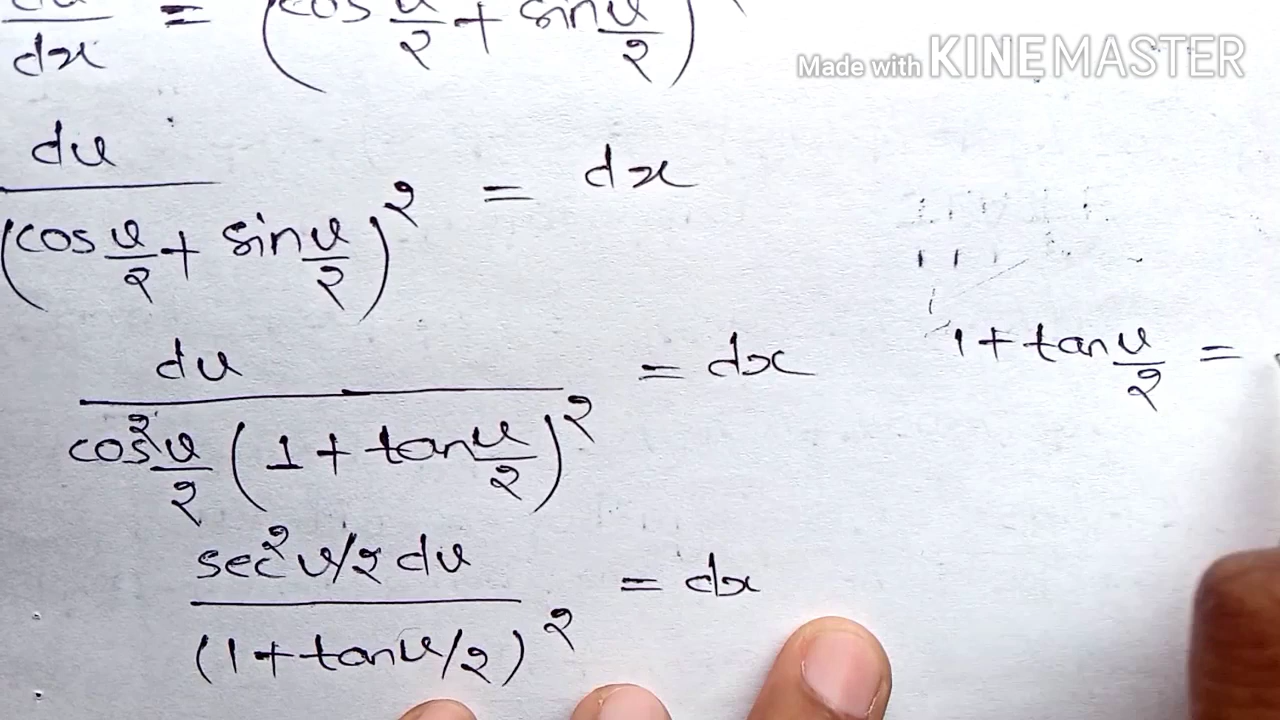 du/dx = (cos u/2 + sin u/2)
Made with KINEMASTER
du/(cos u/2 + sin u/2)² = dx
du/(cos² u/2 (1 + tan u/2)²) = dx
1 + tan u/2 =
sec² u/2 du/(1 + tan u/2)² = dx